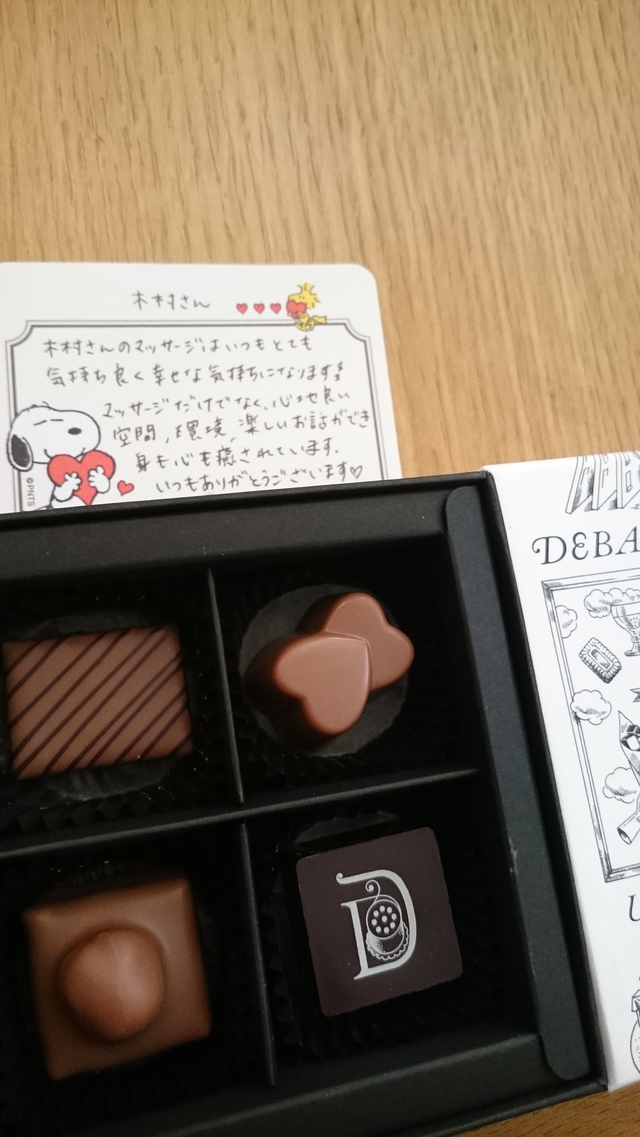 木村さん
木村さんのマッサージはいつもとても
気持ち良く幸せな気持ちになります
マッサージだけでなく、心地良い
空間、環境、楽しいお話ができ
身も心も癒されています。
いつもありがとうございます♡
©PNTS
DEBA
D